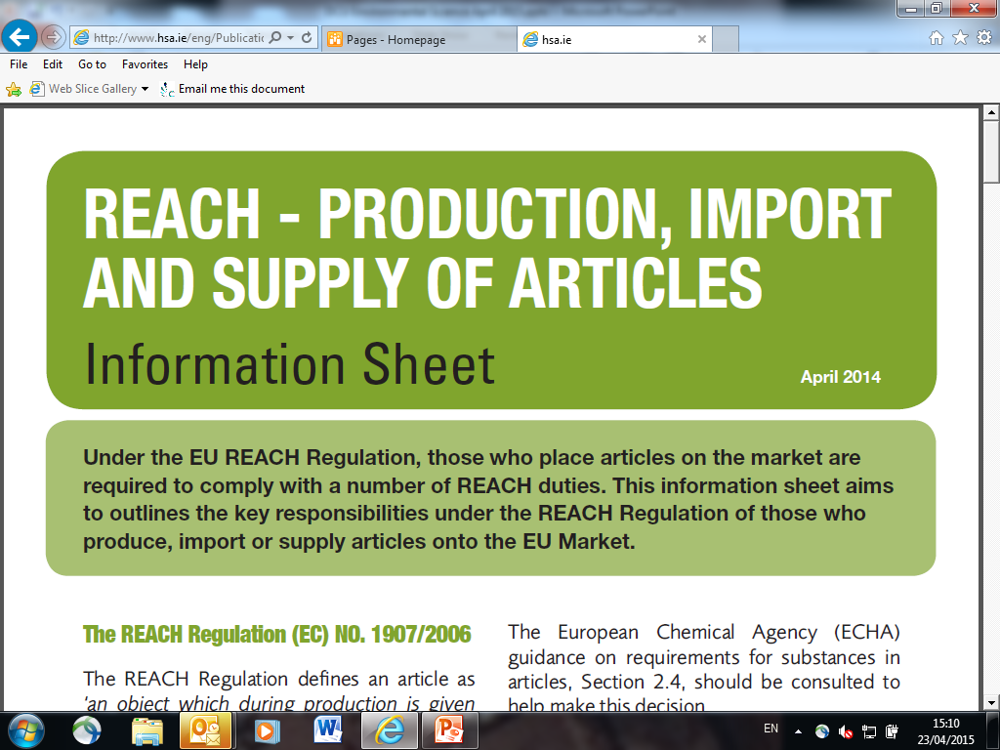 http://www.hsa.ie/eng/Publicatio
Pages - Homepage
hsa.ie
File Edit Go to Favorites Help
Web Slice Gallery
Email me this document
REACH - PRODUCTION, IMPORT
AND SUPPLY OF ARTICLES
Information Sheet
April 2014
Under the EU REACH Regulation, those who place articles on the market are
required to comply with a number of REACH duties. This information sheet aims
to outlines the key responsibilities under the REACH Regulation of those who
produce, import or supply articles onto the EU Market.
The REACH Regulation (EC) NO. 1907/2006
The REACH Regulation defines an article as
'an object which during production is given
The European Chemical Agency (ECHA)
guidance on requirements for substances in
articles, Section 2.4, should be consulted to
help make this decision
EN
15:10
23/04/2015